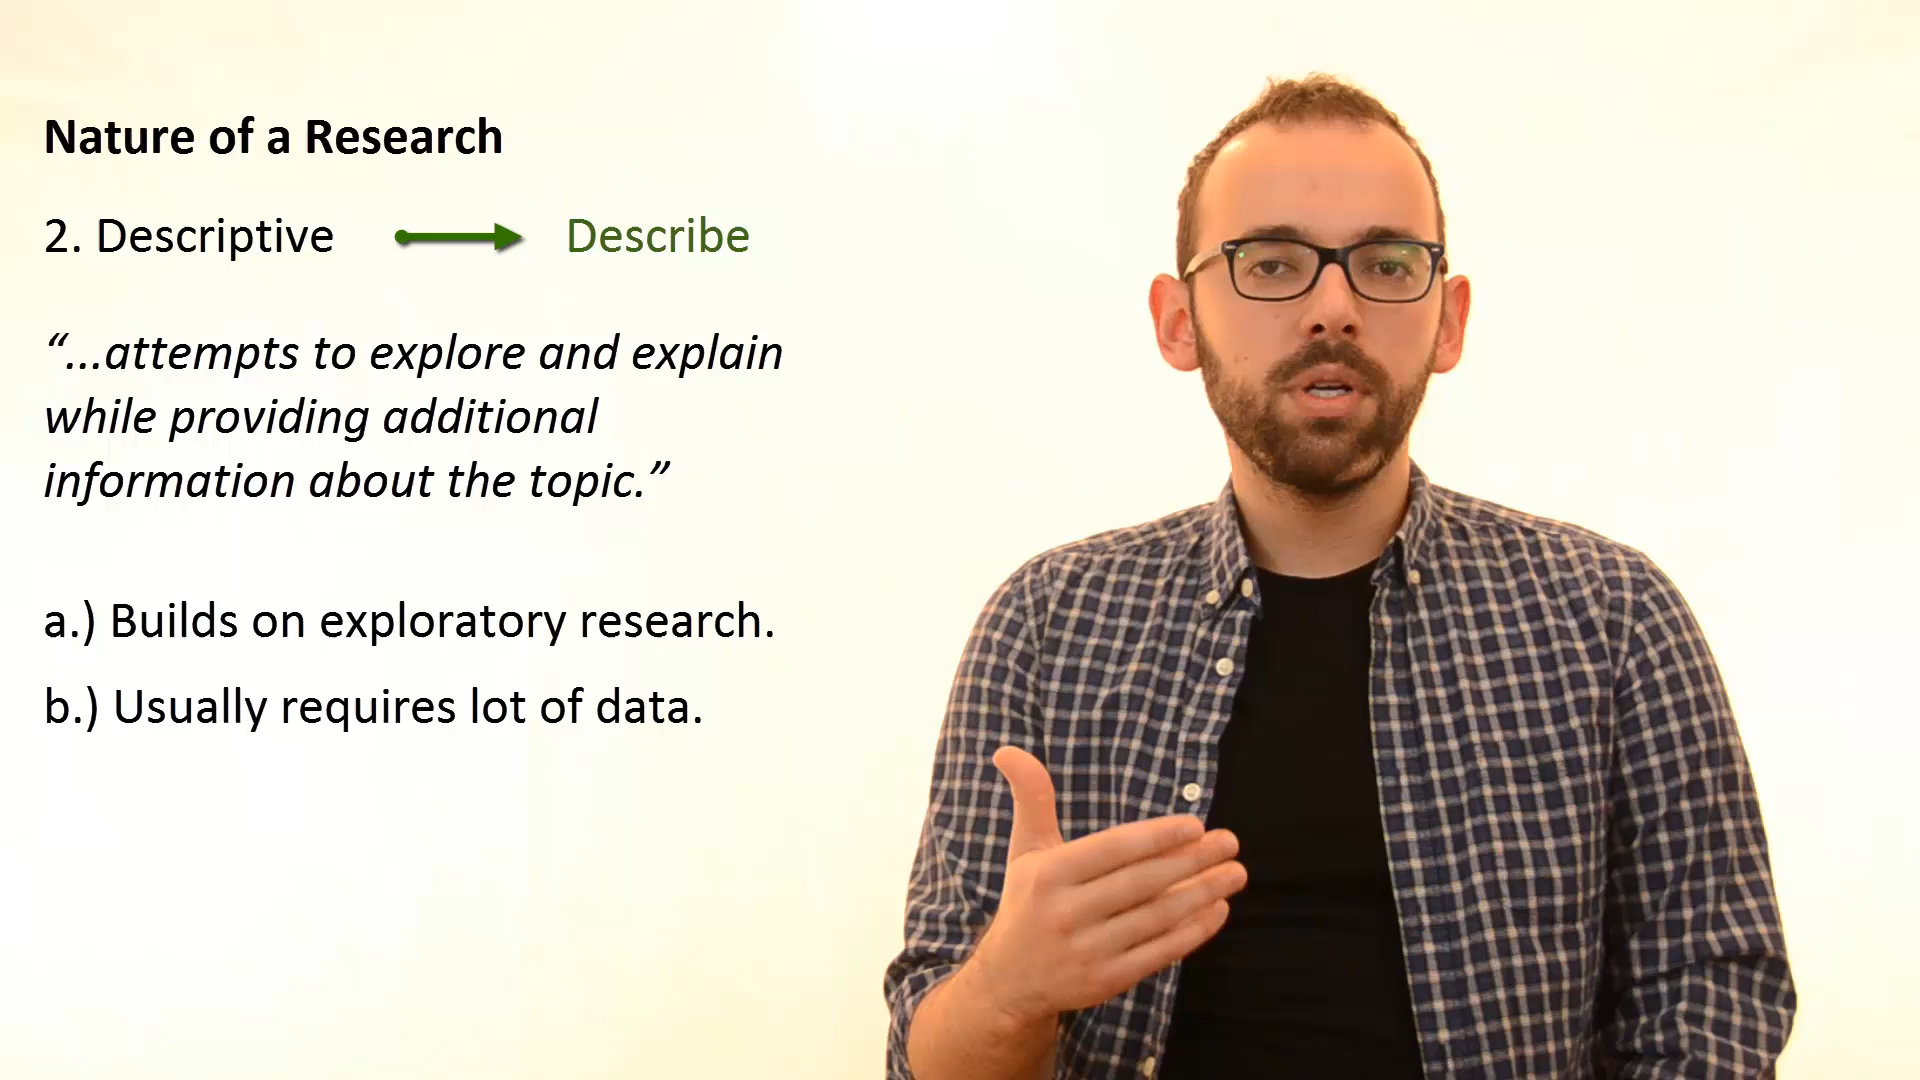 Nature of a Research
2. Descriptive Describe
“...attempts to explore and explain
while providing additional
information about the topic.”
a.) Builds on exploratory research.
b.) Usually requires lot of data.